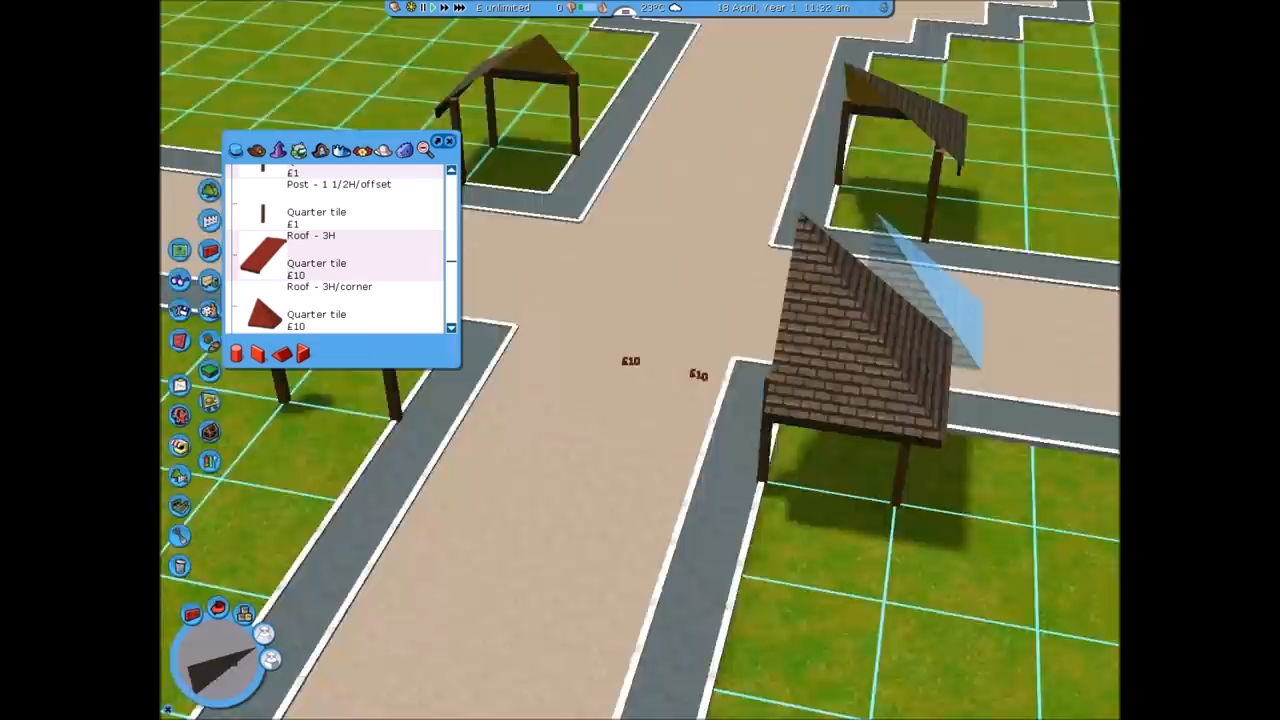 £ unlimited
0
23°C
18 April, Year 1 11:32 am
£1
Post - 1 1/2H/offset
Quarter tile
£1
Roof - 3H
Quarter tile
£10
Roof - 3H/corner
Quarter tile
£10
£10
£10